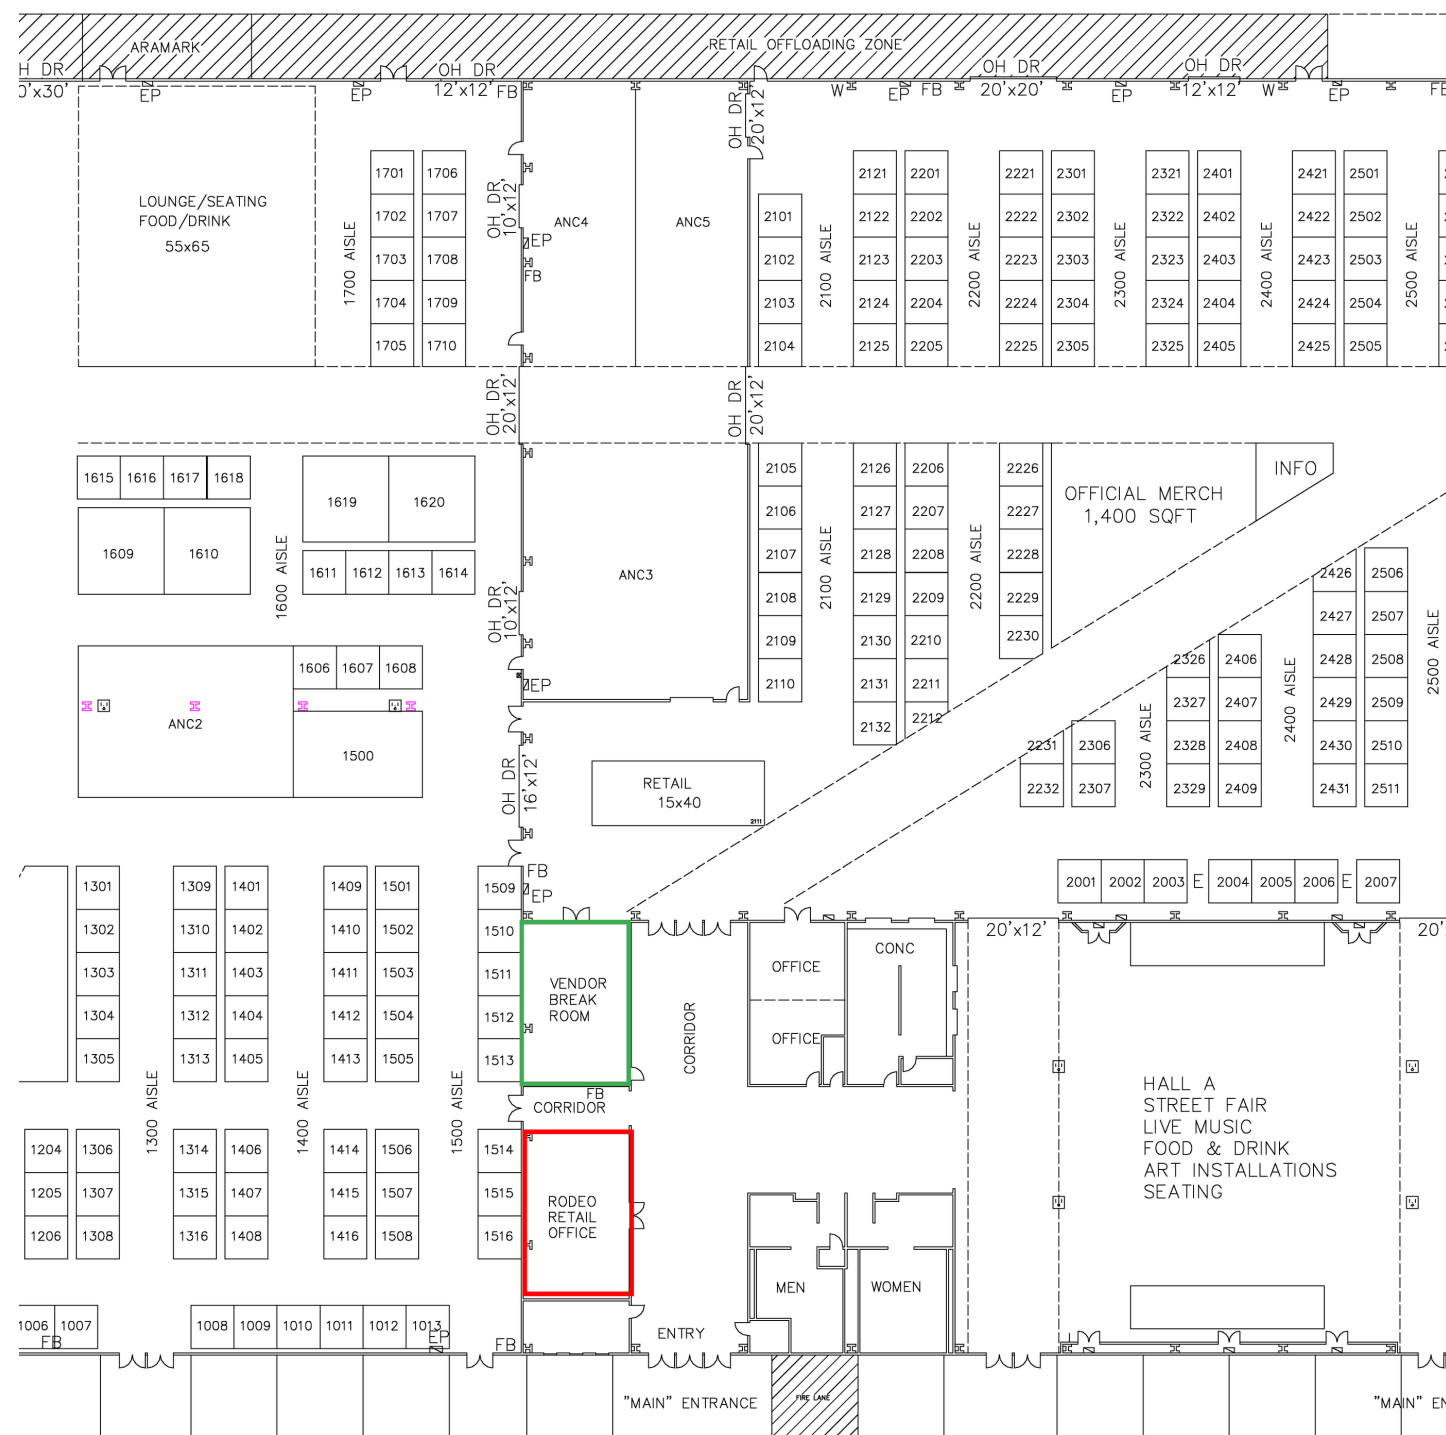 ARAMARK
RETAIL OFFLOADING ZONE
H DR
OH DR
OH DR
OH DR
0'x30'
EP
EP
12'x12'
FB
OH DR
20'x12'
W
EP
FB
20'x20'
EP
12'x12'
W
EP
LOUNGE/SEATING
FOOD/DRINK
55x65
1700 AISLE
1701 1706
1702 1707
1703 1708
1704 1709
1705 1710
OH DR
10'x12'
EP
FB
ANC4
ANC5
2101
2102
2103
2104
2100 AISLE
2121 2201
2122 2202
2123 2203
2124 2204
2125 2205
2200 AISLE
2221 2301
2222 2302
2223 2303
2224 2304
2225 2305
2300 AISLE
2321 2401
2322 2402
2323 2403
2324 2404
2325 2405
2400 AISLE
2421 2501
2422 2502
2423 2503
2424 2504
2425 2505
2500 AISLE
OH DR
20'x12'
OH DR
20'x12'
1615 1616 1617 1618
1609 1610
1600 AISLE
1619 1620
1611 1612 1613 1614
OH DR
10'x12'
EP
ANC3
2105
2106
2107
2108
2109
2110
2100 AISLE
2126 2206
2127 2207
2128 2208
2129 2209
2130 2210
2131 2211
2132 2212
2200 AISLE
2226
2227
2228
2229
2230
OFFICIAL MERCH
1,400 SQFT
INFO
ANC2
1606 1607 1608
1500
OH DR
16'x12'
RETAIL
15x40
2111
2231 2306
2232 2307
2300 AISLE
2326 2406
2327 2407
2328 2408
2329 2409
2400 AISLE
2426 2506
2427 2507
2428 2508
2429 2509
2430 2510
2431 2511
2500 AISLE
2001 2002 2003 E 2004 2005 2006 E 2007
1301
1302
1303
1304
1305
1300 AISLE
1309 1401
1310 1402
1311 1403
1312 1404
1313 1405
1400 AISLE
1409 1501
1410 1502
1411 1503
1412 1504
1413 1505
1500 AISLE
1509
1510
1511
1512
1513
FB
EP
VENDOR
BREAK
ROOM
FB
CORRIDOR
CORRIDOR
OFFICE
OFFICE
CONC
20'x12'
20'
HALL A
STREET FAIR
LIVE MUSIC
FOOD & DRINK
ART INSTALLATIONS
SEATING
1204 1306
1205 1307
1206 1308
1314 1406
1315 1407
1316 1408
1414 1506
1415 1507
1416 1508
1514
1515
1516
RODEO
RETAIL
OFFICE
MEN
WOMEN
1006 1007
FB
1008 1009 1010 1011 1012 1013
EP
FB
ENTRY
"MAIN" ENTRANCE
FIRE LANE
"MAIN" EN